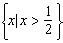 {x|x > 1/2}